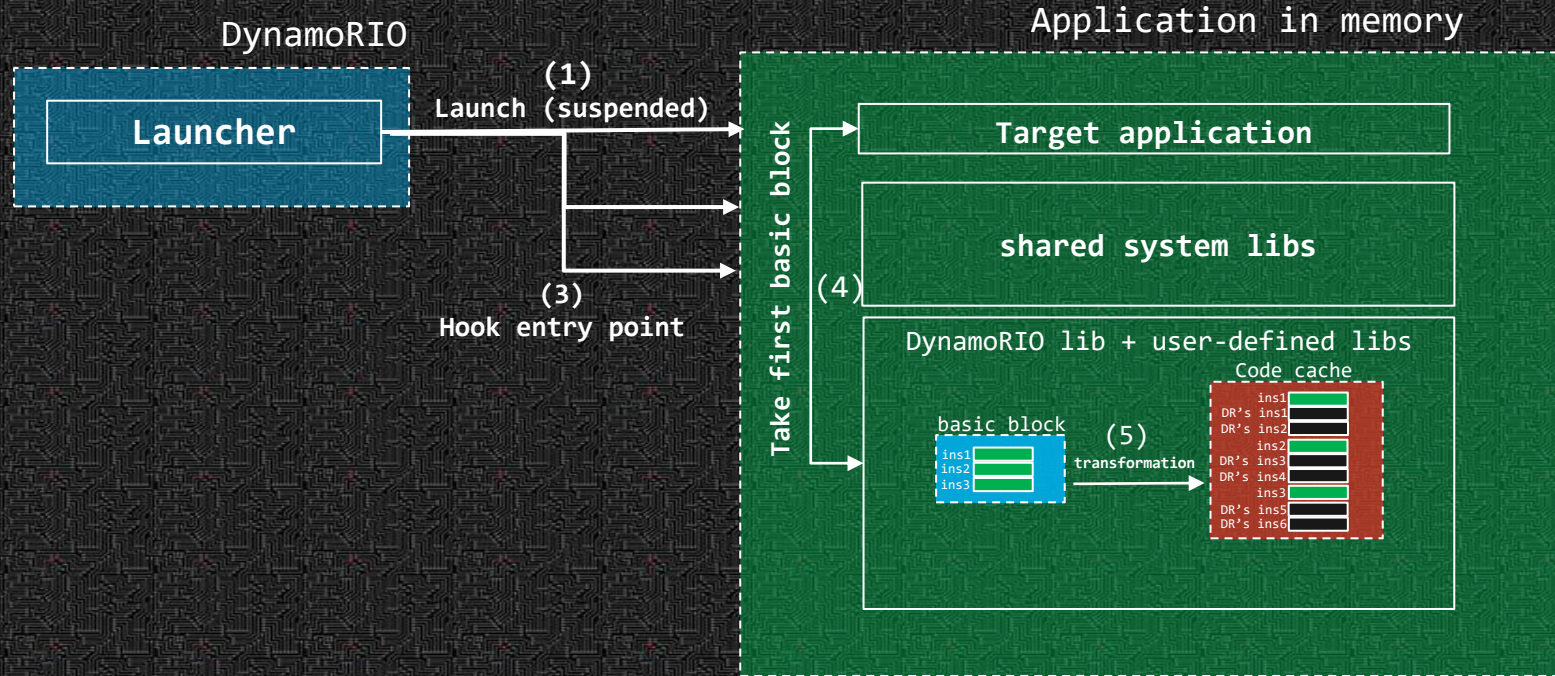 DynamoRIO
Application in memory
Launcher
(1)
Launch (suspended)
(3)
Hook entry point
Take first basic block
(4)
Target application
shared system libs
DynamoRIO lib + user-defined libs
basic block
ins1
ins2
ins3
(5)
transformation
Code cache
ins1
DR’s ins1
DR’s ins2
ins2
DR’s ins3
DR’s ins4
ins3
DR’s ins5
DR’s ins6